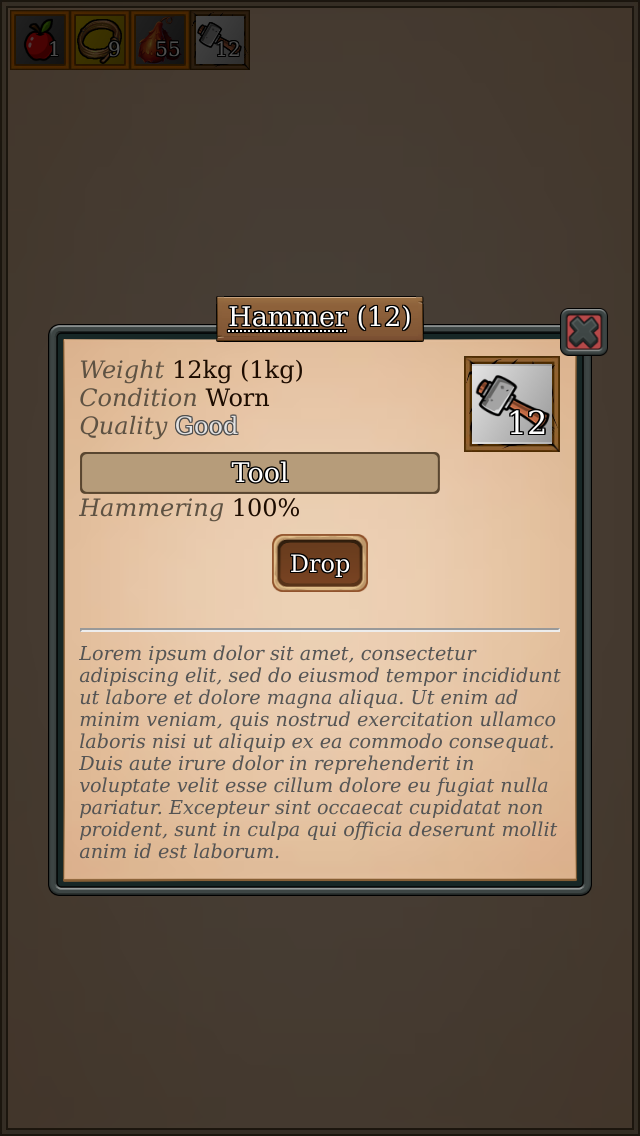 1 9 55 12
Hammer (12)
Weight 12kg (1kg)
Condition Worn
Quality Good
12
Tool
Hammering 100%
Drop
Lorem ipsum dolor sit amet, consectetur
adipiscing elit, sed do eiusmod tempor incididunt
ut labore et dolore magna aliqua. Ut enim ad
minim veniam, quis nostrud exercitation ullamco
laboris nisi ut aliquip ex ea commodo consequat.
Duis aute irure dolor in reprehenderit in
voluptate velit esse cillum dolore eu fugiat nulla
pariatur. Excepteur sint occaecat cupidatat non
proident, sunt in culpa qui officia deserunt mollit
anim id est laborum.